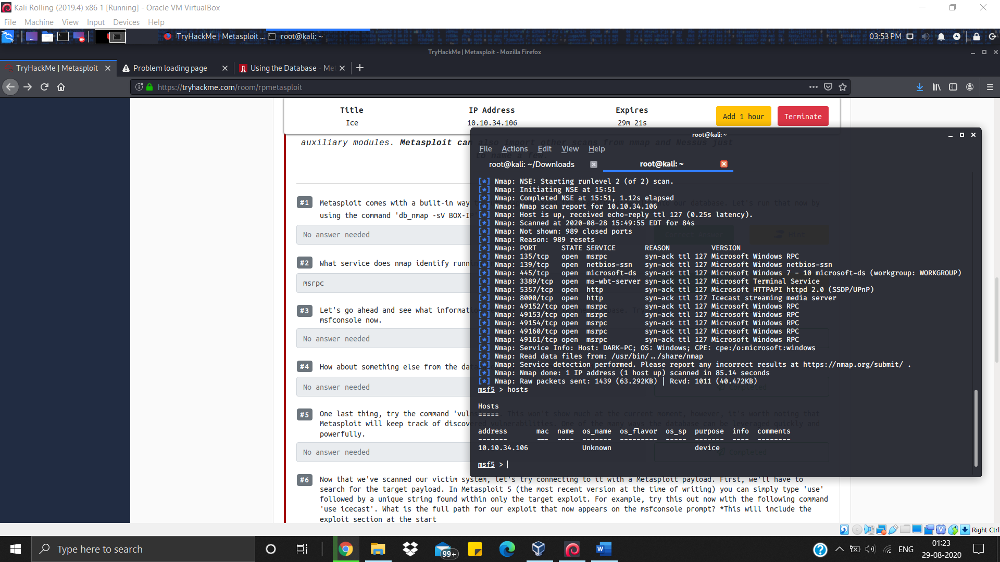 Kali Rolling (2019.4) x86 1 [Running] - Oracle VM VirtualBox
File Machine View Input Devices Help
TryHackMe | Metasploit ... root@kali: ~
03:53 PM
TryHackMe | Metasploit - Mozilla Firefox
TryHackMe | Metasploit
Problem loading page
Using the Database - Me
https://tryhackme.com/room/rpmetasploit
Title IP Address Expires
Ice 10.10.34.106 29m 21s
Add 1 hour Terminate
auxiliary modules. Metasploit can also import other scans from nmap and Nessus just
to name a few.
#1 Metasploit comes with a built-in way our database. Let's run that now by
using the command 'db_nmap -sV BOX-IP
No answer needed
#2 What service does nmap identify runn
msrpc
#3 Let's go ahead and see what informati
msfconsole now.
No answer needed
#4 How about something else from the da
No answer needed
Completed
#5 One last thing, try the command 'vulns'. This won't show much at the current moment, however, it's worth noting that
Metasploit will keep track of discovered vulnerabilities. One of the many ways the database can be leveraged quickly and
powerfully.
No answer needed
Completed
#6 Now that we've scanned our victim system, let's try connecting to it with a Metasploit payload. First, we'll have to
search for the target payload. In Metasploit 5 (the most recent version at the time of writing) you can simply type 'use'
followed by a unique string found within only the target exploit. For example, try this out now with the following command
'use icecast'. What is the full path for our exploit that now appears on the msfconsole prompt? *This will include the
exploit section at the start
root@kali: ~
File Actions Edit View Help
root@kali: ~/Downloads root@kali: ~
[*] Nmap: NSE: Starting runlevel 2 (of 2) scan.
[*] Nmap: Initiating NSE at 15:51
[*] Nmap: Completed NSE at 15:51, 1.12s elapsed
[*] Nmap: Nmap scan report for 10.10.34.106
[*] Nmap: Host is up, received echo-reply ttl 127 (0.25s latency).
[*] Nmap: Scanned at 2020-08-28 15:49:55 EDT for 84s
[*] Nmap: Not shown: 989 closed ports
[*] Nmap: Reason: 989 resets
[*] Nmap: PORT STATE SERVICE REASON VERSION
[*] Nmap: 135/tcp open msrpc syn-ack ttl 127 Microsoft Windows RPC
[*] Nmap: 139/tcp open netbios-ssn syn-ack ttl 127 Microsoft Windows netbios-ssn
[*] Nmap: 445/tcp open microsoft-ds syn-ack ttl 127 Microsoft Windows 7 - 10 microsoft-ds (workgroup: WORKGROUP)
[*] Nmap: 3389/tcp open ms-wbt-server syn-ack ttl 127 Microsoft Terminal Service
[*] Nmap: 5357/tcp open http syn-ack ttl 127 Microsoft HTTPAPI httpd 2.0 (SSDP/UPnP)
[*] Nmap: 8000/tcp open http syn-ack ttl 127 Icecast streaming media server
[*] Nmap: 49152/tcp open msrpc syn-ack ttl 127 Microsoft Windows RPC
[*] Nmap: 49153/tcp open msrpc syn-ack ttl 127 Microsoft Windows RPC
[*] Nmap: 49154/tcp open msrpc syn-ack ttl 127 Microsoft Windows RPC
[*] Nmap: 49160/tcp open msrpc syn-ack ttl 127 Microsoft Windows RPC
[*] Nmap: 49161/tcp open msrpc syn-ack ttl 127 Microsoft Windows RPC
[*] Nmap: Service Info: Host: DARK-PC; OS: Windows; CPE: cpe:/o:microsoft:windows
[*] Nmap: Read data files from: /usr/bin/../share/nmap
[*] Nmap: Service detection performed. Please report any incorrect results at https://nmap.org/submit/ .
[*] Nmap: Nmap done: 1 IP address (1 host up) scanned in 85.14 seconds
[*] Nmap: Raw packets sent: 1439 (63.292KB) | Rcvd: 1011 (40.472KB)
msf5 > hosts
Hosts
=====
address mac name os_name os_flavor os_sp purpose info comments
------- --- ---- ------- --------- ----- ------- ---- --------
10.10.34.106 Unknown device
msf5 >
Right Ctrl
Type here to search
99+
ENG
01:23
29-08-2020